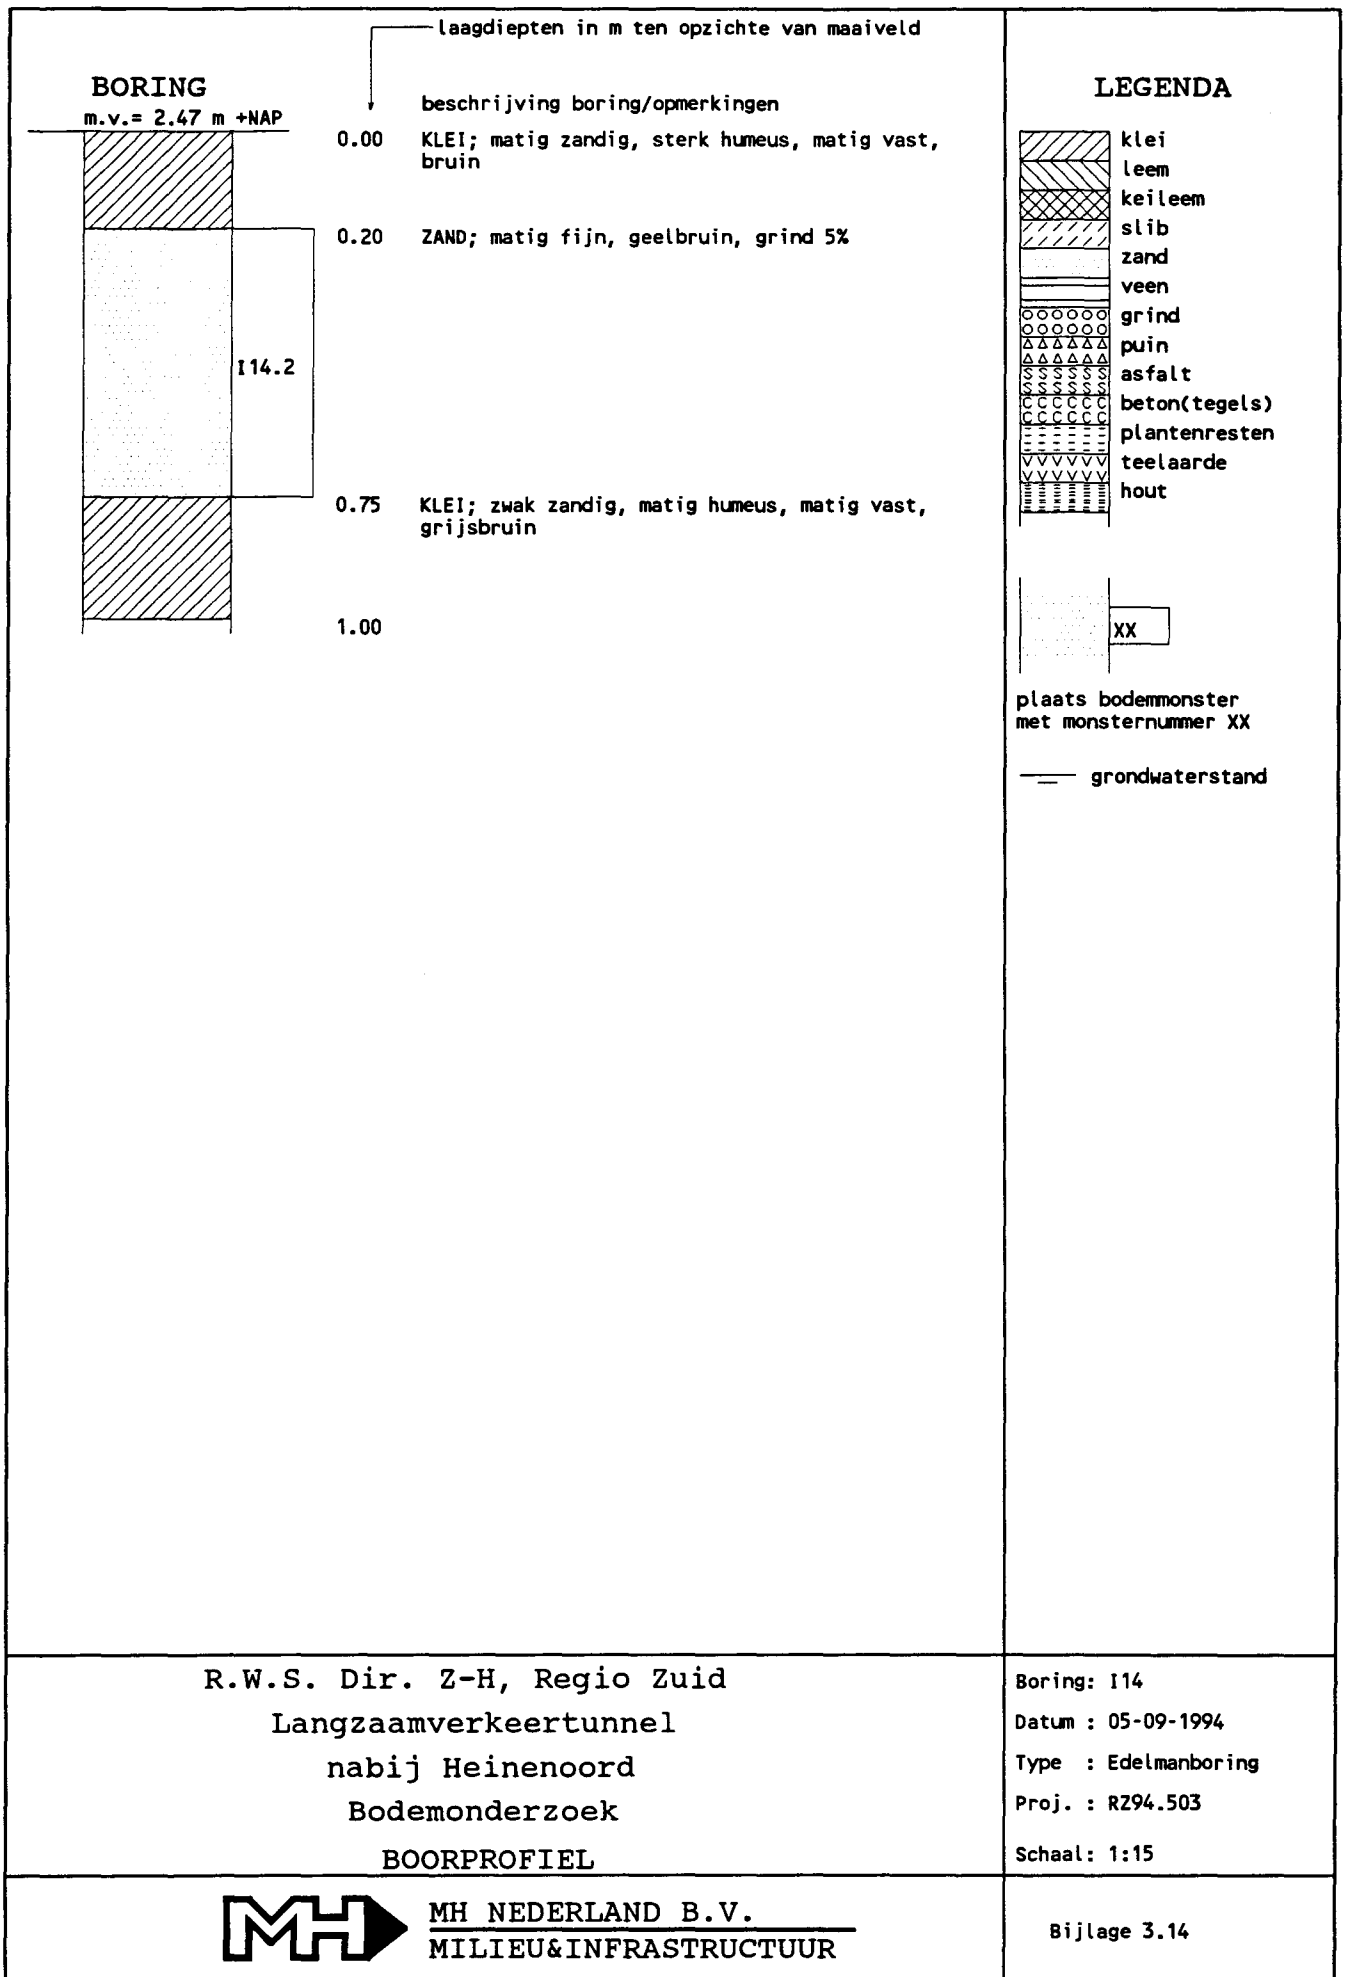 laagdiepten in m ten opzichte van maaiveld
BORING
m.v.= 2.47 m +NAP
beschrijving boring/opmerkingen
0.00 KLEI; matig zandig, sterk humeus, matig vast,
bruin
0.20 ZAND; matig fijn, geelbruin, grind 5%
I14.2
0.75 KLEI; zwak zandig, matig humeus, matig vast,
grijsbruin
1.00
LEGENDA
klei
leem
keileem
slib
zand
veen
grind
puin
asfalt
beton(tegels)
plantenresten
teelaarde
hout
XX
plaats bodemmonster
met monsternummer XX
grondwaterstand
R.W.S. Dir. Z-H, Regio Zuid
Langzaamverkeertunnel
nabij Heinenoord
Bodemonderzoek
BOORPROFIEL
Boring: I14
Datum : 05-09-1994
Type : Edelmanboring
Proj. : RZ94.503
Schaal: 1:15
MH
MH NEDERLAND B.V.
MILIEU&INFRASTRUCTUUR
Bijlage 3.14